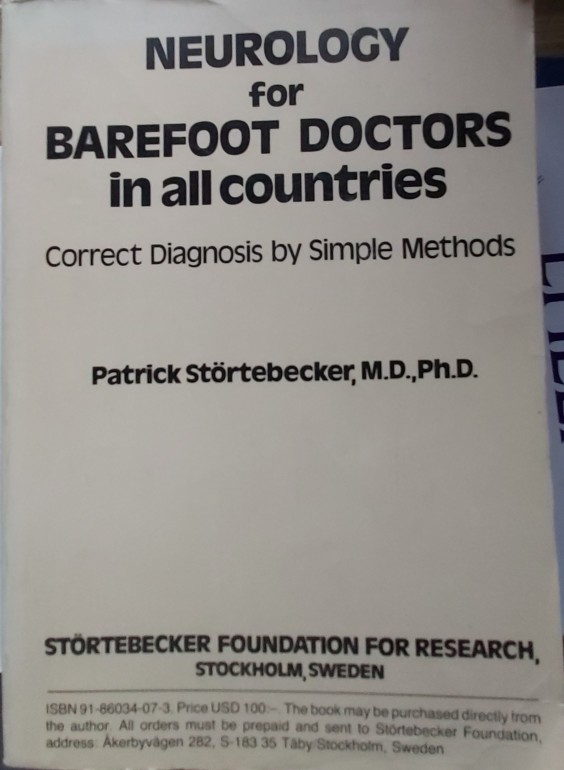 NEUROLOGY
for
BAREFOOT DOCTORS
in all countries
Correct Diagnosis by Simple Methods
Patrick Störtebecker, M.D.,Ph.D.
STÖRTEBECKER FOUNDATION FOR RESEARCH,
STOCKHOLM, SWEDEN
ISBN 91-86034-07-3. Price USD 100:-. The book may be purchased directly from
the author. All orders must be prepaid and sent to Störtebecker Foundation,
address: Åkerbyvägen 282, S-183 35 Täby/Stockholm, Sweden